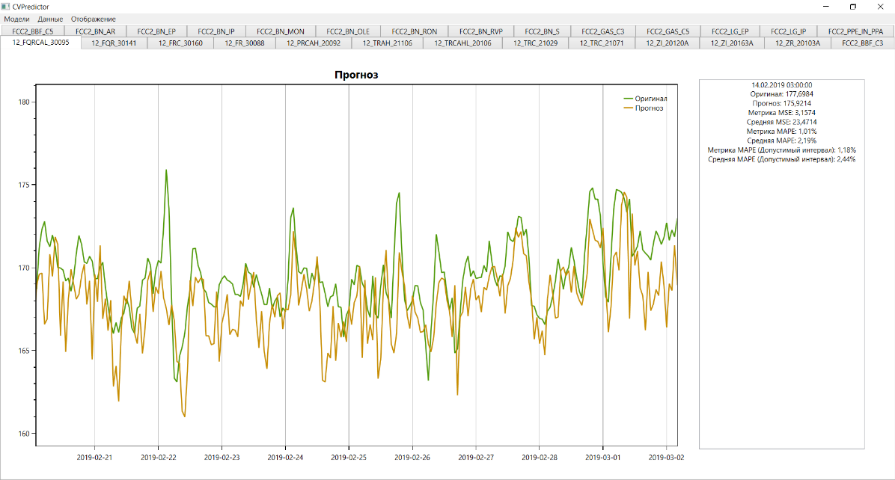 CVPredictor
Модели Данные Отображение
FCC2_BBF_C5 FCC2_BN_AR FCC2_BN_EP FCC2_BN_IP FCC2_BN_MON FCC2_BN_OLE FCC2_BN_RON FCC2_BN_RVP FCC2_BN_S FCC2_GAS_C3 FCC2_GAS_C5 FCC2_LG_EP FCC2_LG_IP FCC2_PPE_IN_PPA
12_FQRCAL_30095 12_FQR_30141 12_FRC_30160 12_FR_30088 12_PRCAH_20092 12_TRAH_21106 12_TRCAHL_20106 12_TRC_21029 12_TRC_21071 12_ZI_20120A 12_ZI_20163A 12_ZR_20103A FCC2_BBF_C3
Прогноз
Оригинал
Прогноз
180
175
170
165
160
2019-02-21 2019-02-22 2019-02-23 2019-02-24 2019-02-25 2019-02-26 2019-02-27 2019-02-28 2019-03-01 2019-03-02
14.02.2019 03:00:00
Оригинал: 177,6984
Прогноз: 175,9214
Метрика MSE: 3,1574
Средняя MSE: 23,4714
Метрика MAPE: 1,01%
Средняя MAPE: 2,19%
Метрика MAPE (Допустимый интервал): 1,18%
Средняя MAPE (Допустимый интервал): 2,44%